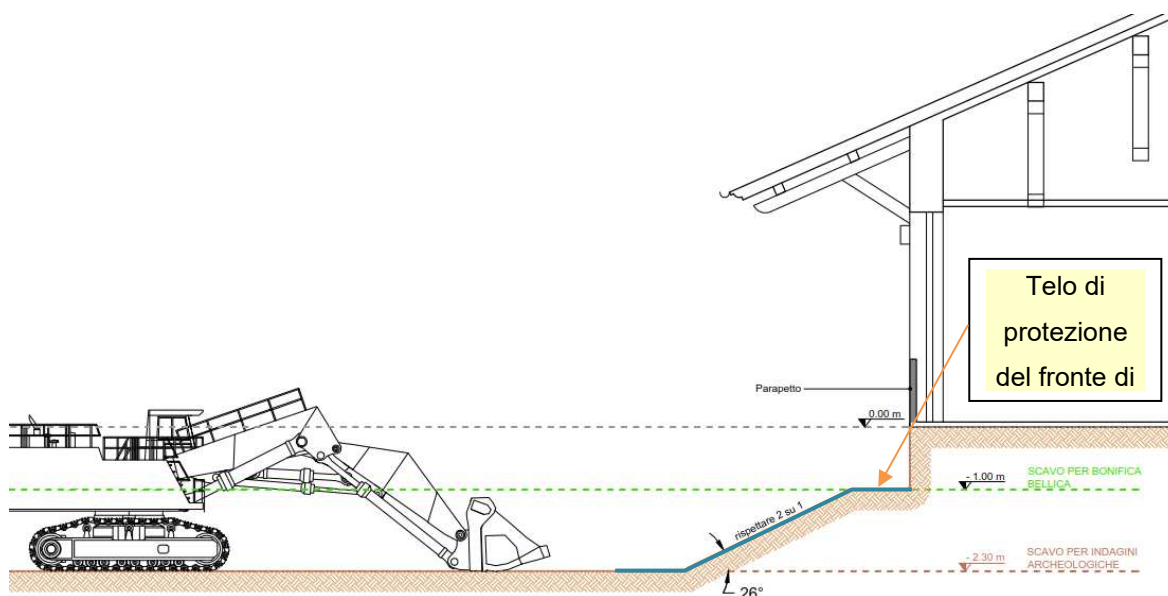 Telo di
protezione
del fronte di
Parapetto
0.00 m
- 1.00 m
SCAVO PER BONIFICA
BELLICA
rispettare 2 su 1
- 2.30 m
SCAVO PER INDAGINI
ARCHEOLOGICHE
26°